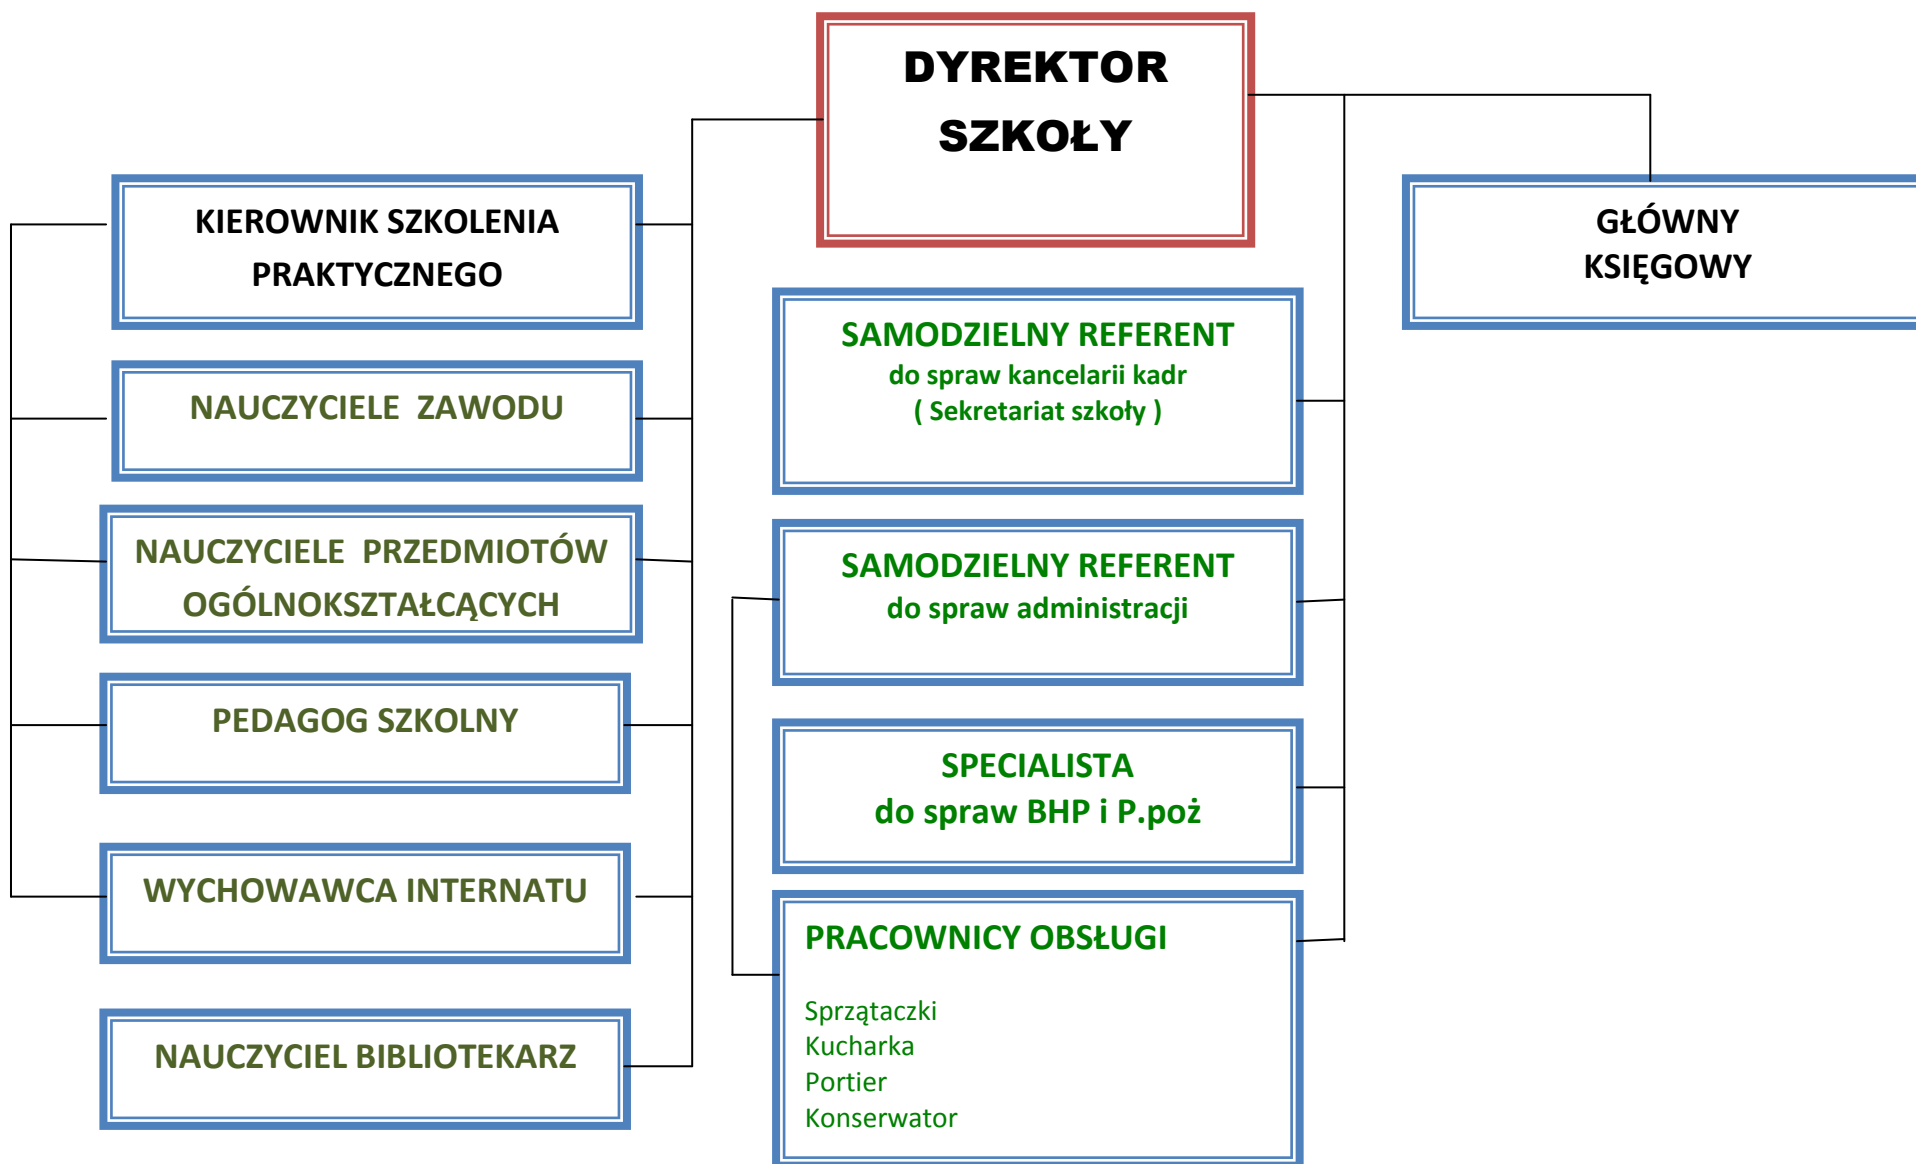 DYREKTOR
SZKOŁY
KIEROWNIK SZKOLENIA
PRAKTYCZNEGO
NAUCZYCIELE  ZAWODU
NAUCZYCIELE  PRZEDMIOTÓW
OGÓLNOKSZTAŁCĄCYCH
PEDAGOG SZKOLNY
WYCHOWAWCA INTERNATU
NAUCZYCIEL BIBLIOTEKARZ
SAMODZIELNY REFERENT
do spraw kancelarii kadr
( Sekretariat szkoły )
SAMODZIELNY REFERENT
do spraw administracji
SPECIALISTA
do spraw BHP i P.poż
PRACOWNICY OBSŁUGI
Sprzątaczki
Kucharka
Portier
Konserwator
GŁÓWNY
KSIĘGOWY